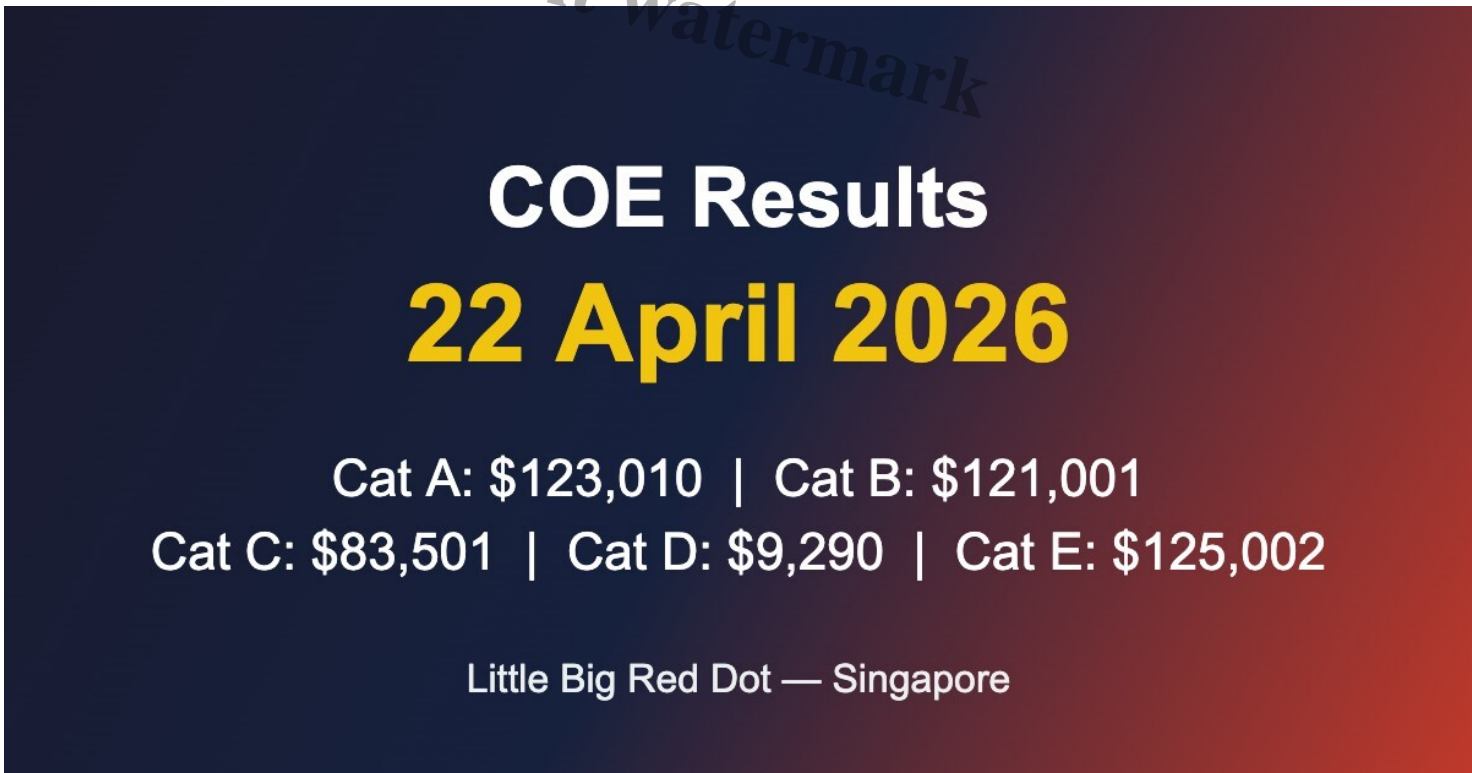 watermark
COE Results
22 April 2026
Cat A: $123,010 | Cat B: $121,001
Cat C: $83,501 | Cat D: $9,290 | Cat E: $125,002
Little Big Red Dot — Singapore